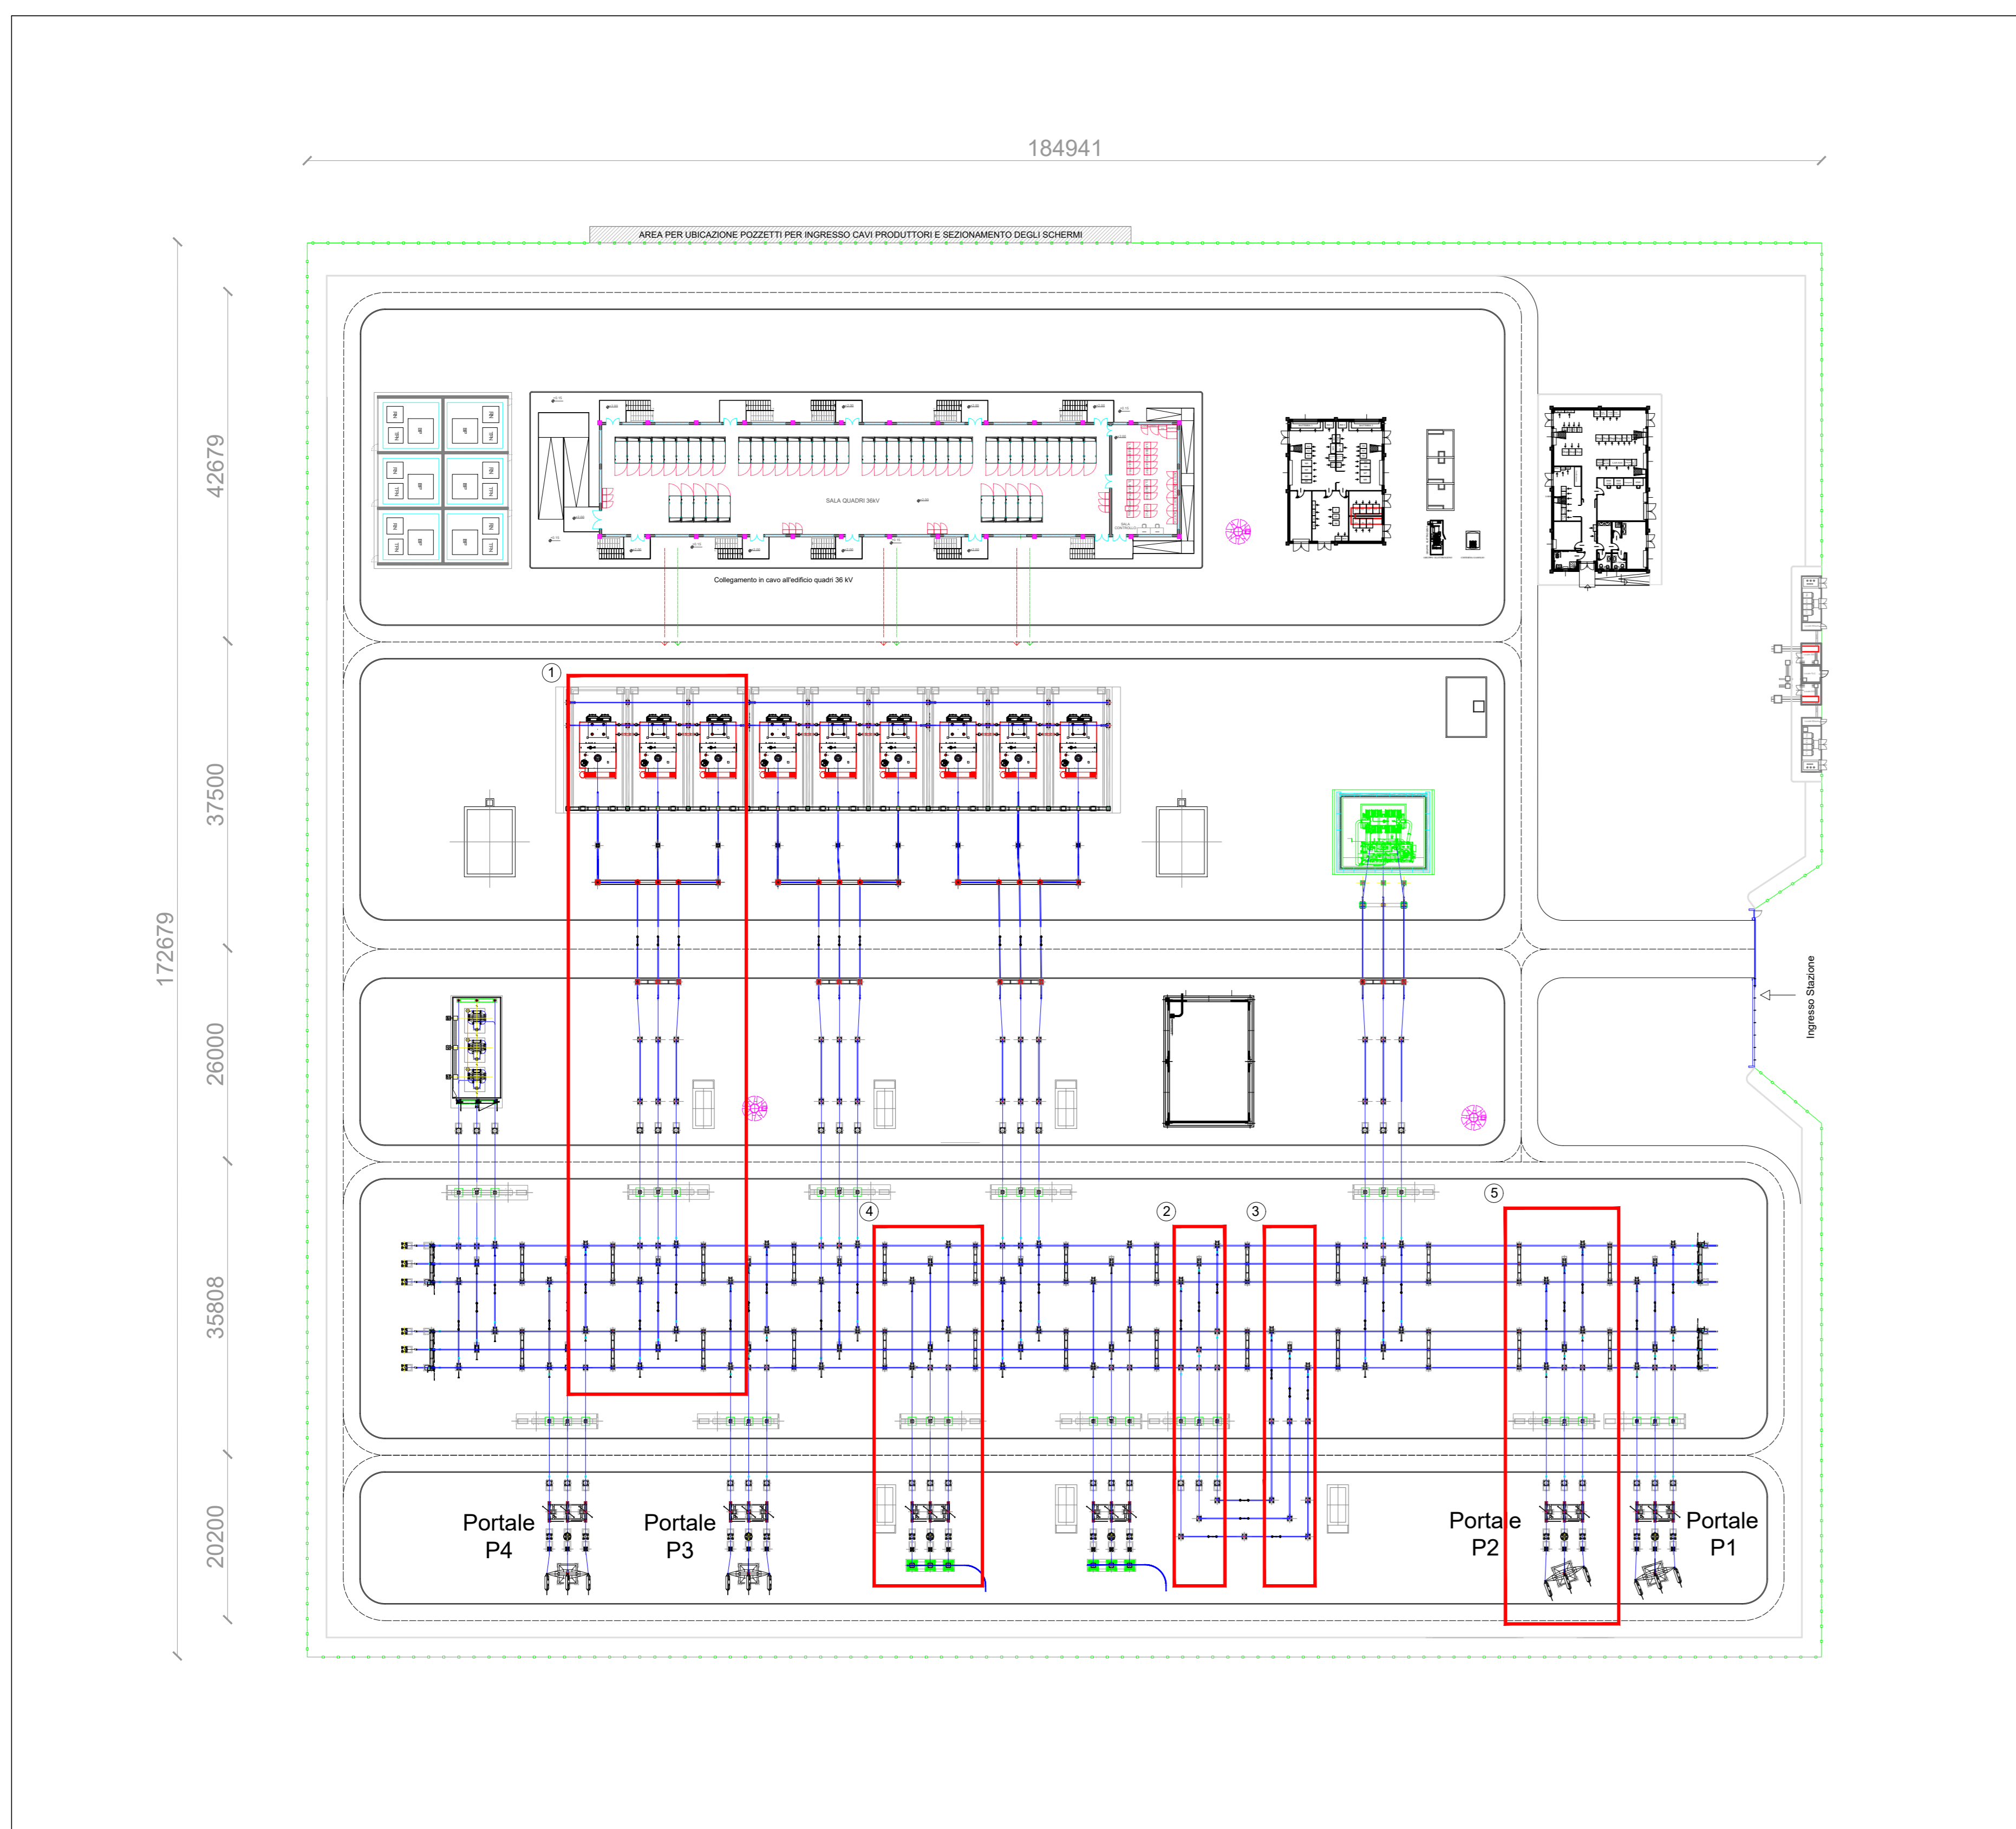 184941
AREA PER UBICAZIONE POZZETTI PER INGRESSO CAVI PRODUTTORI E SEZIONAMENTO DEGLI SCHERMI
42679
SALA QUADRI 36kV
SALA
CONTROLLO
Collegamento in cavo all'edificio quadri 36 kV
1
37500
172679
26000
Ingresso Stazione
4
2
3
5
35808
20200
Portale
P4
Portale
P3
Portale
P2
Portale
P1